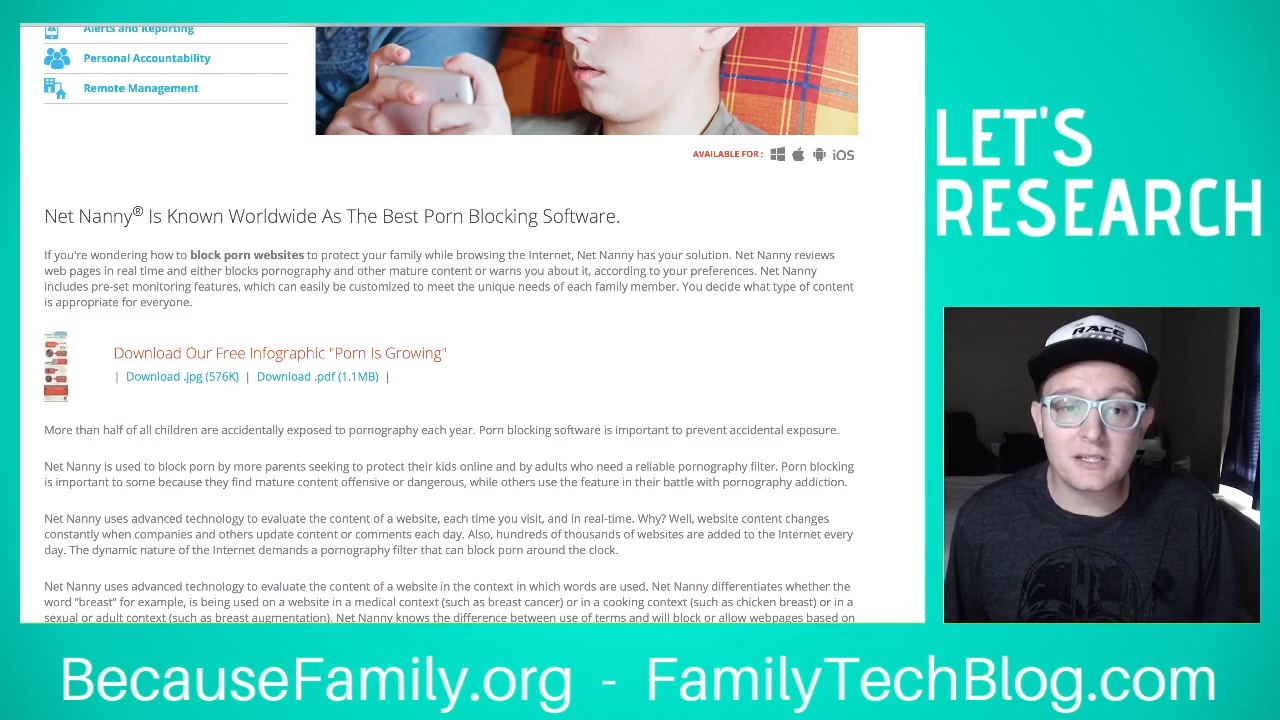 Alerts and Reporting
Personal Accountability
Remote Management
AVAILABLE FOR : iOS
Net Nanny® Is Known Worldwide As The Best Porn Blocking Software.
If you're wondering how to block porn websites to protect your family while browsing the Internet, Net Nanny has your solution. Net Nanny reviews
web pages in real time and either blocks pornography and other mature content or warns you about it, according to your preferences. Net Nanny
includes pre-set monitoring features, which can easily be customized to meet the unique needs of each family member. You decide what type of content
is appropriate for everyone.
Download Our Free Infographic "Porn Is Growing"
| Download .jpg (576K) | Download .pdf (1.1MB) |
More than half of all children are accidentally exposed to pornography each year. Porn blocking software is important to prevent accidental exposure.
Net Nanny is used to block porn by more parents seeking to protect their kids online and by adults who need a reliable pornography filter. Porn blocking
is important to some because they find mature content offensive or dangerous, while others use the feature in their battle with pornography addiction.
Net Nanny uses advanced technology to evaluate the content of a website, each time you visit, and in real-time. Why? Well, website content changes
constantly when companies and others update content or comments each day. Also, hundreds of thousands of websites are added to the Internet every
day. The dynamic nature of the Internet demands a pornography filter that can block porn around the clock.
Net Nanny uses advanced technology to evaluate the content of a website in the context in which words are used. Net Nanny differentiates whether the
word "breast" for example, is being used on a website in a medical context (such as breast cancer) or in a cooking context (such as chicken breast) or in a
sexual or adult context (such as breast augmentation). Net Nanny knows the difference between use of terms and will block or allow webpages based on
LET'S
RESEARCH
RACE
BecauseFamily.org - FamilyTechBlog.com